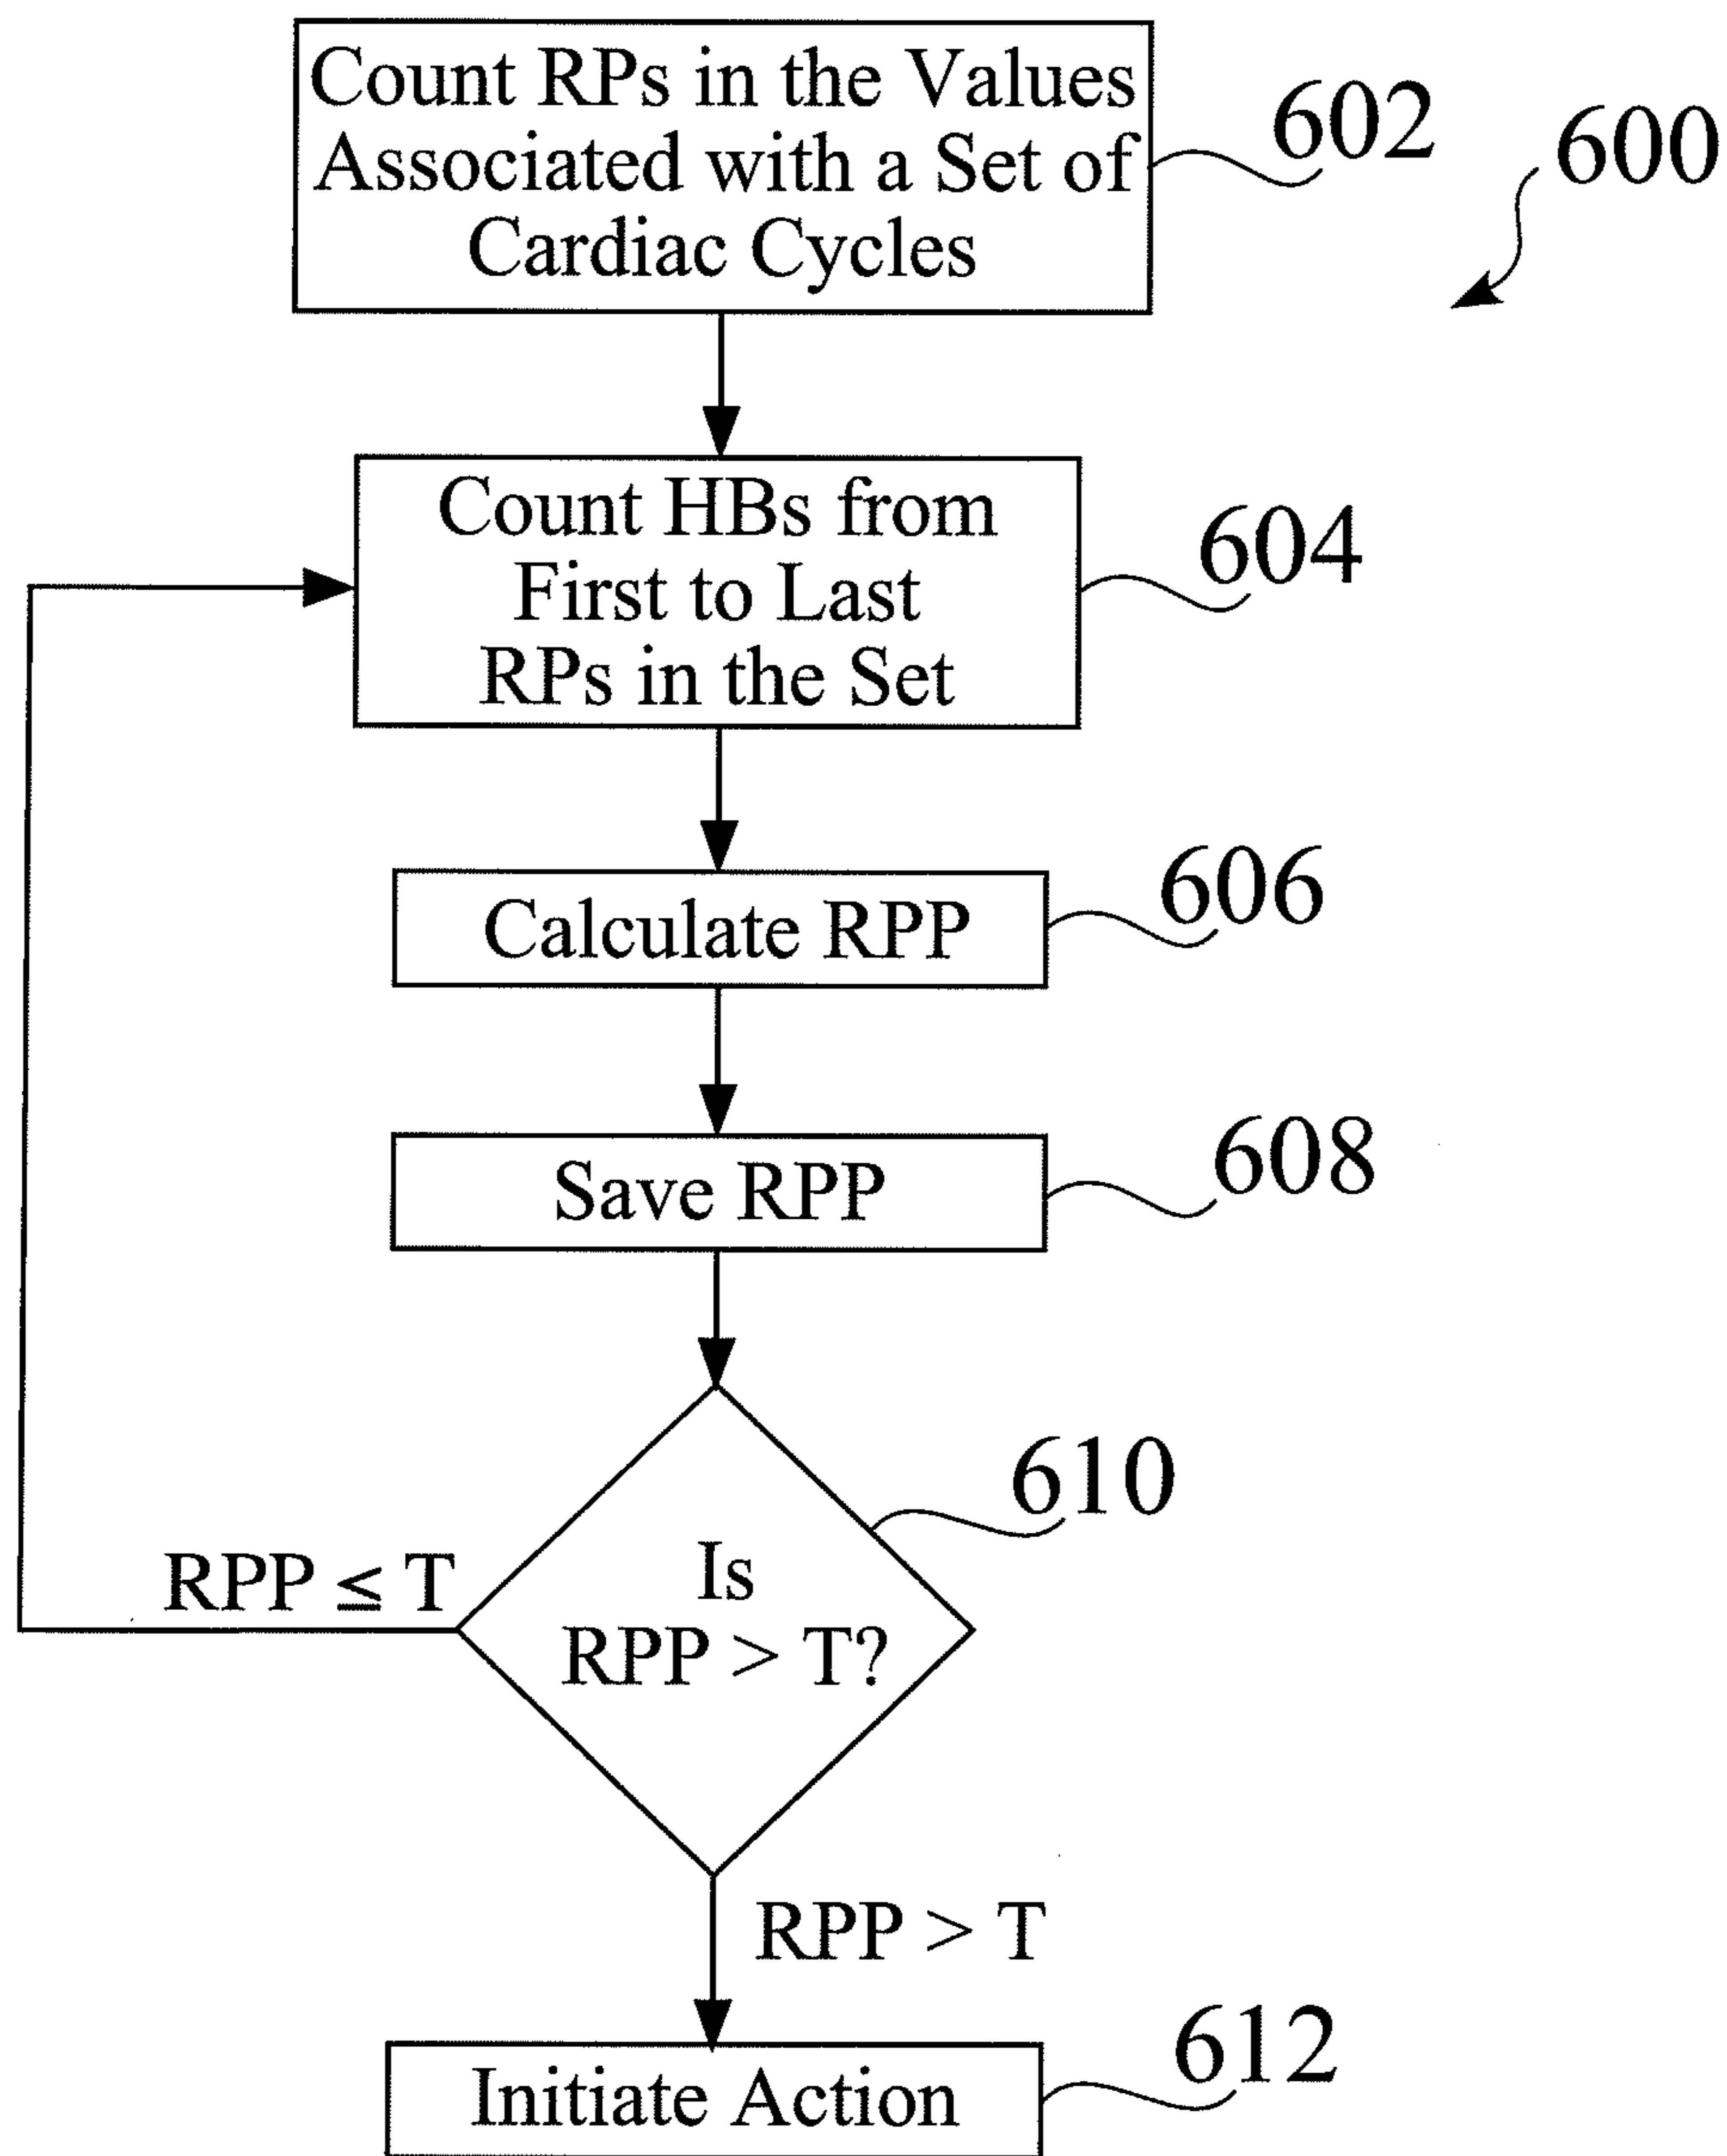 Count RPs in the Values
Associated with a Set of
Cardiac Cycles
602
600
Count HBs from
First to Last
RPs in the Set
604
Calculate RPP
606
Save RPP
608
Is
RPP > T?
610
RPP ≤ T
RPP > T
Initiate Action
612